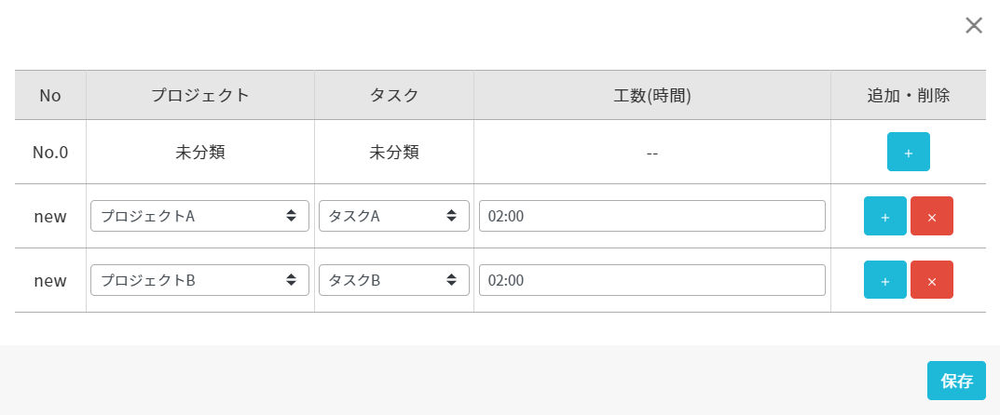 ×
No プロジェクト タスク 工数(時間) 追加・削除
No.0 未分類 未分類 -- +
new プロジェクトA タスクA 02:00 + ×
new プロジェクトB タスクB 02:00 + ×
保存